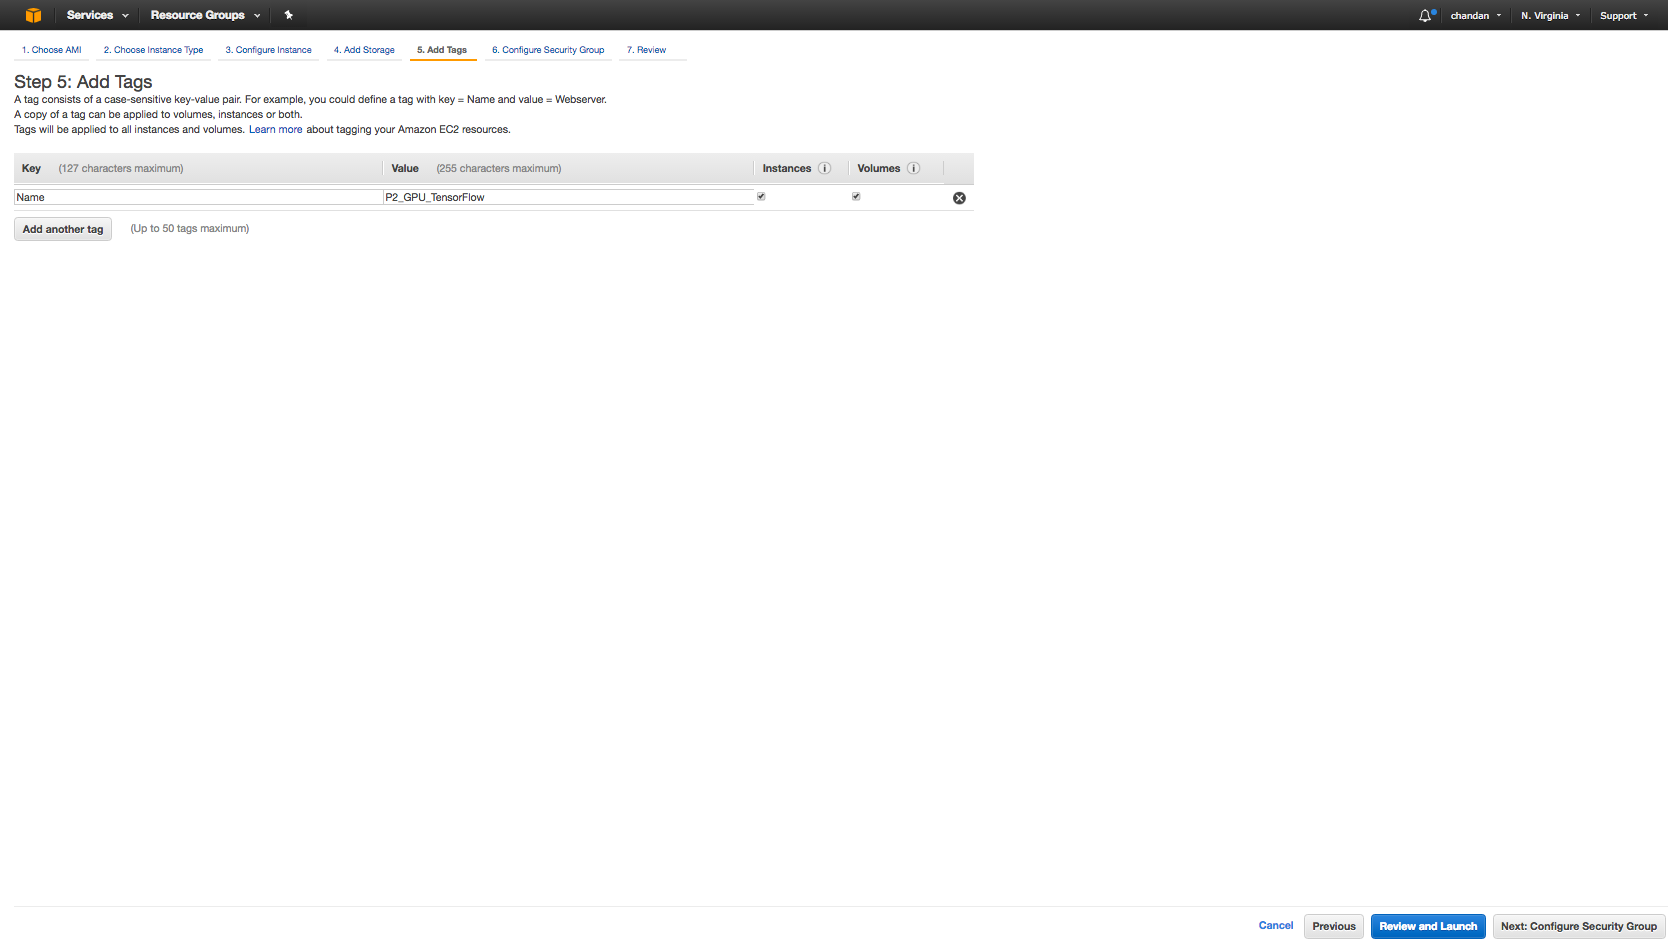 Services Resource Groups chandan N. Virginia Support
1. Choose AMI 2. Choose Instance Type 3. Configure Instance 4. Add Storage 5. Add Tags 6. Configure Security Group 7. Review
Step 5: Add Tags
A tag consists of a case-sensitive key-value pair. For example, you could define a tag with key = Name and value = Webserver.
A copy of a tag can be applied to volumes, instances or both.
Tags will be applied to all instances and volumes. Learn more about tagging your Amazon EC2 resources.
Key (127 characters maximum) Value (255 characters maximum) Instances Volumes
Name P2_GPU_TensorFlow
Add another tag (Up to 50 tags maximum)
Cancel Previous Review and Launch Next: Configure Security Group